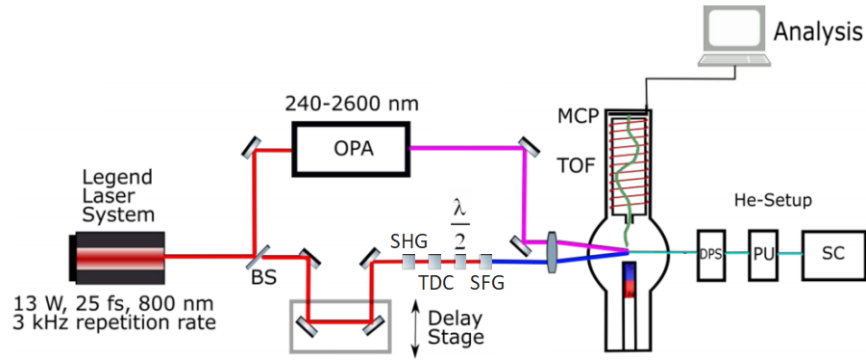 Analysis
240-2600 nm
MCP
OPA
TOF
Legend
Laser
System
He-Setup
λ
2
SHG
BS
TDC
SFG
DPS
PU
SC
13 W, 25 fs, 800 nm
3 kHz repetition rate
Delay
Stage